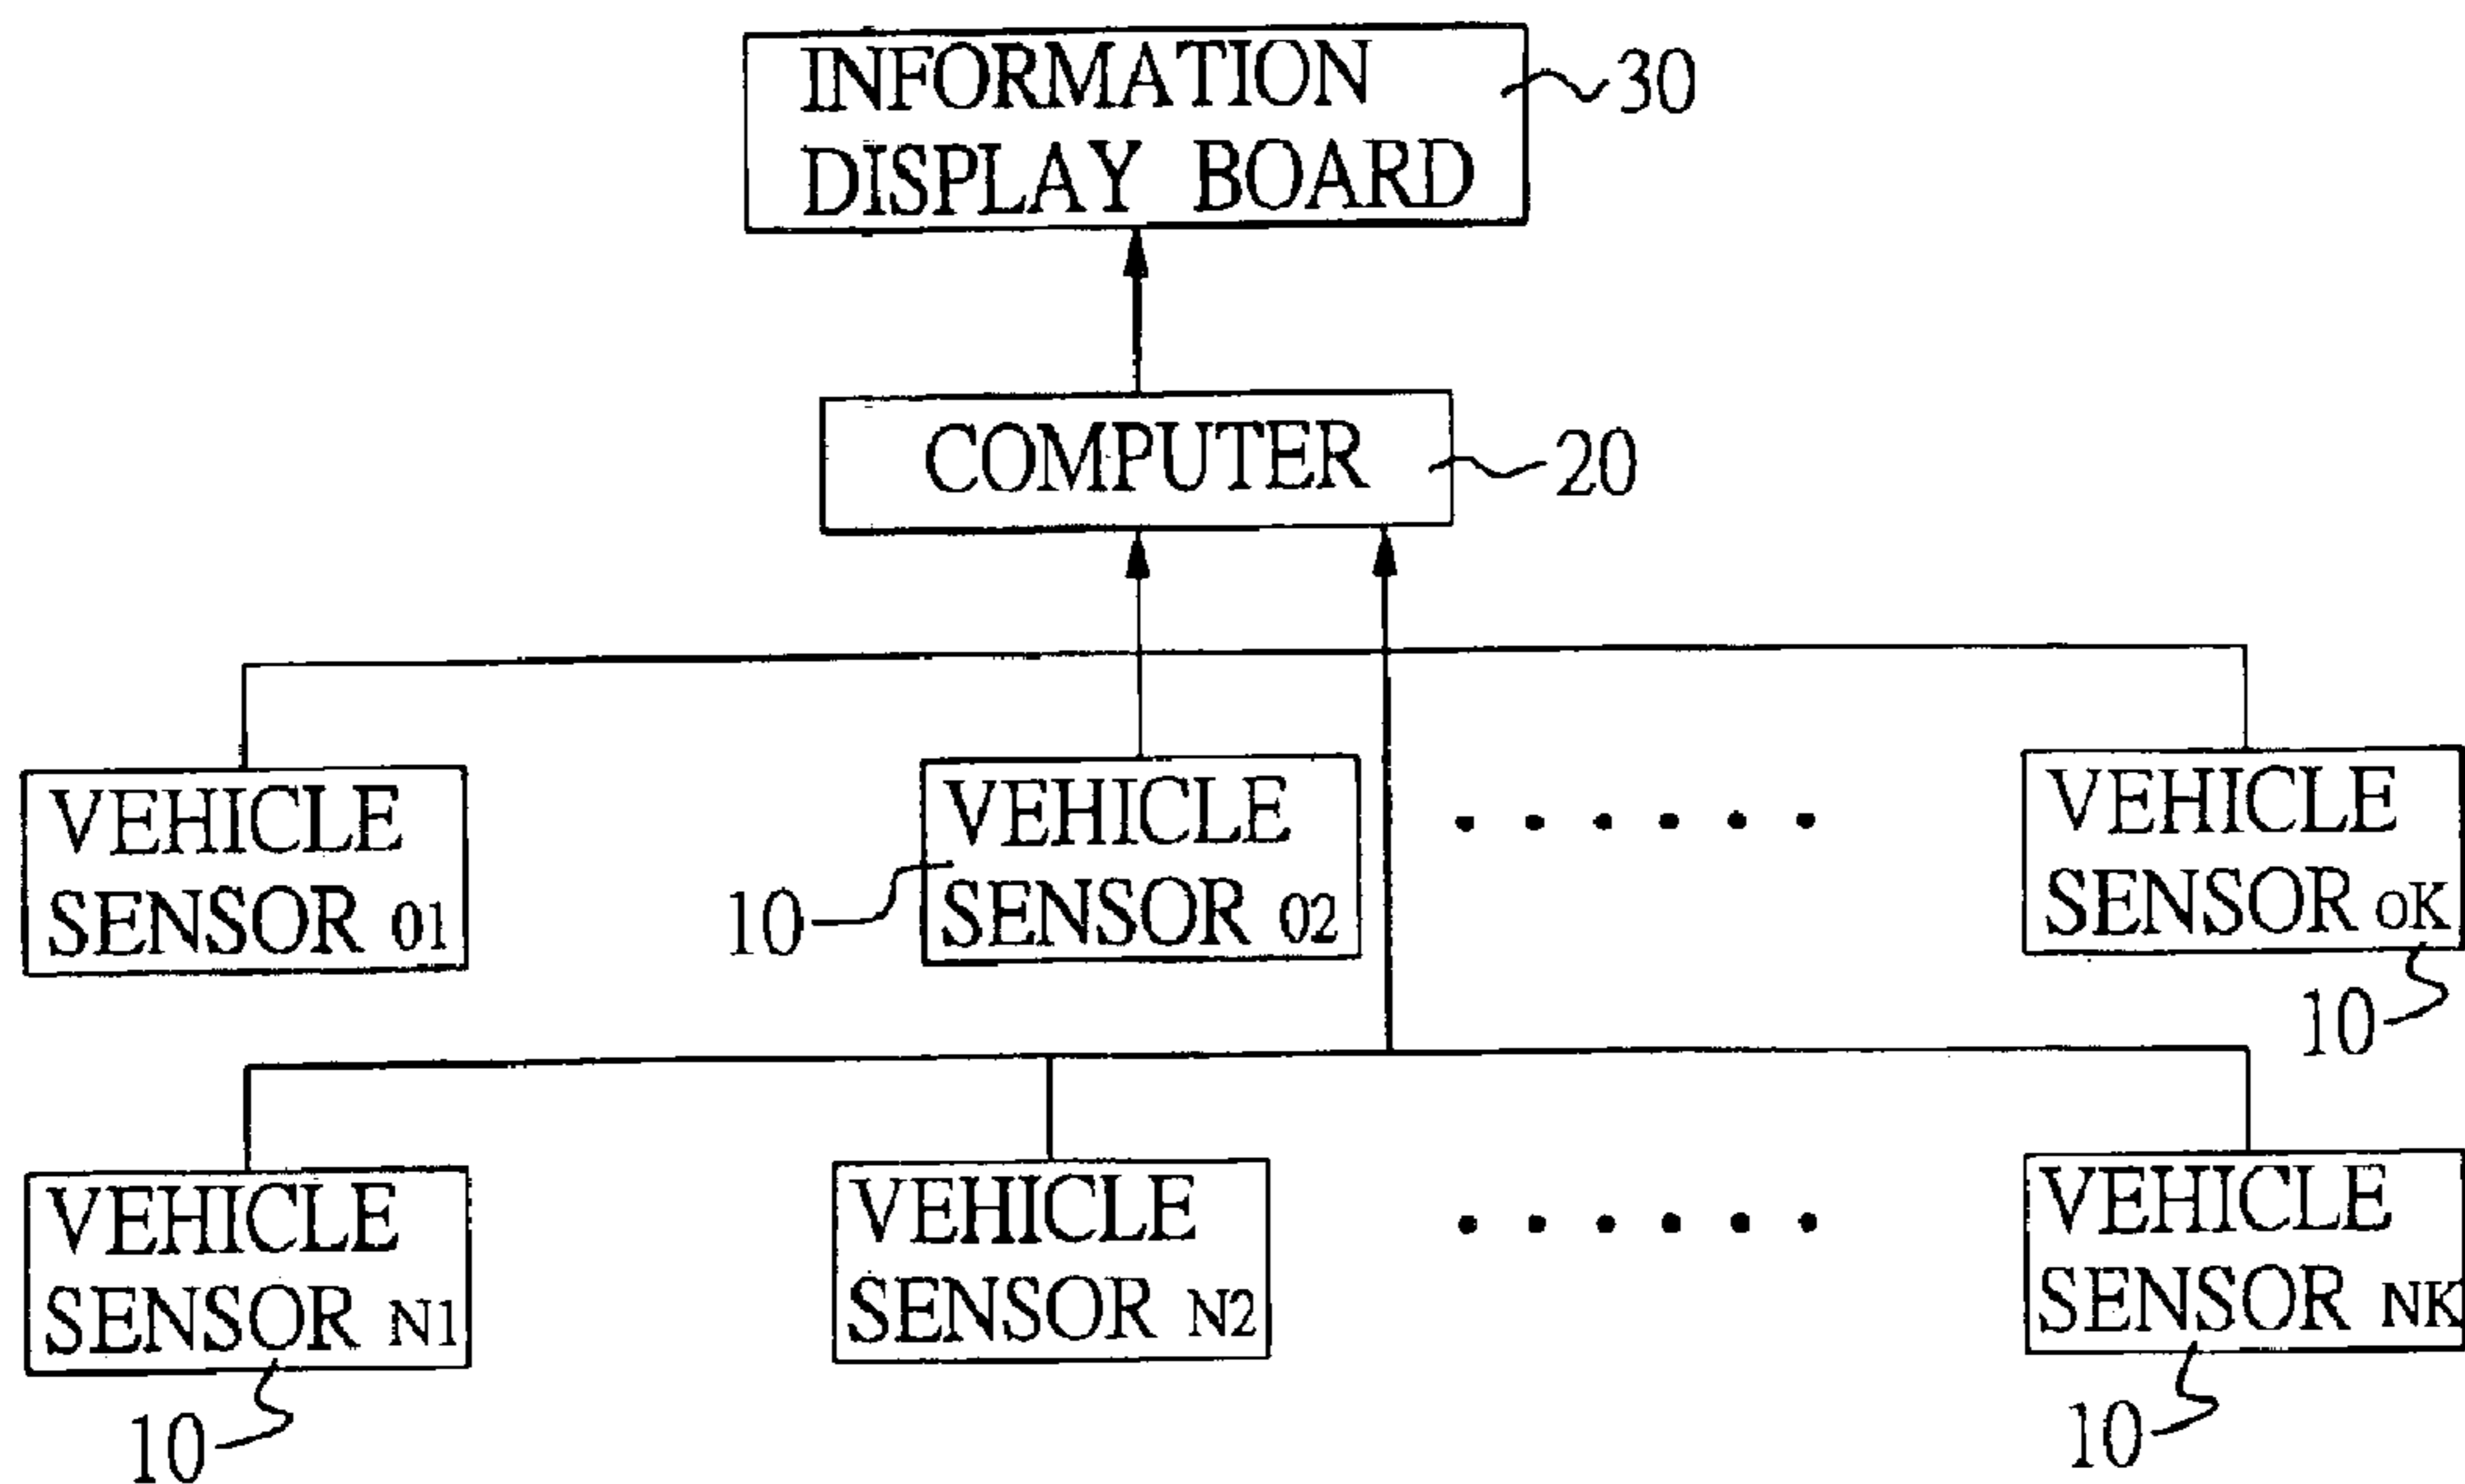 INFORMATION
DISPLAY BOARD
30
COMPUTER
20
VEHICLE
SENSOR 01
VEHICLE
SENSOR 02
10
VEHICLE
SENSOR OK
10
VEHICLE
SENSOR N1
10
VEHICLE
SENSOR N2
VEHICLE
SENSOR NK
10